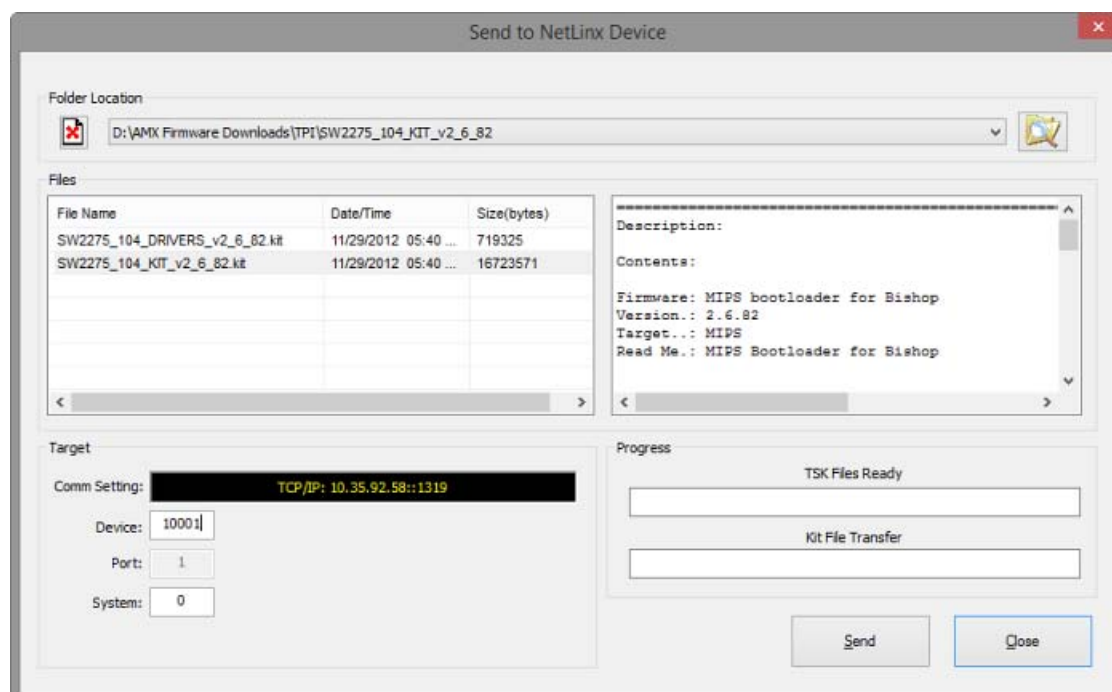 Send to NetLinx Device
Folder Location
D:\AMX Firmware Downloads\TPI\SW2275_104_KIT_v2_6_82
Files
File Name Date/Time Size(bytes)
SW2275_104_DRIVERS_v2_6_82.kit 11/29/2012 05:40 ... 719325
SW2275_104_KIT_v2_6_82.kit 11/29/2012 05:40 ... 16723571
Description:
Contents:
Firmware: MIPS bootloader for Bishop
Version.: 2.6.82
Target..: MIPS
Read Me.: MIPS Bootloader for Bishop
Target
Comm Setting: TCP/IP: 10.35.92.58::1319
Device: 10001
Port: 1
System: 0
Progress
TSK Files Ready
Kit File Transfer
Send
Close